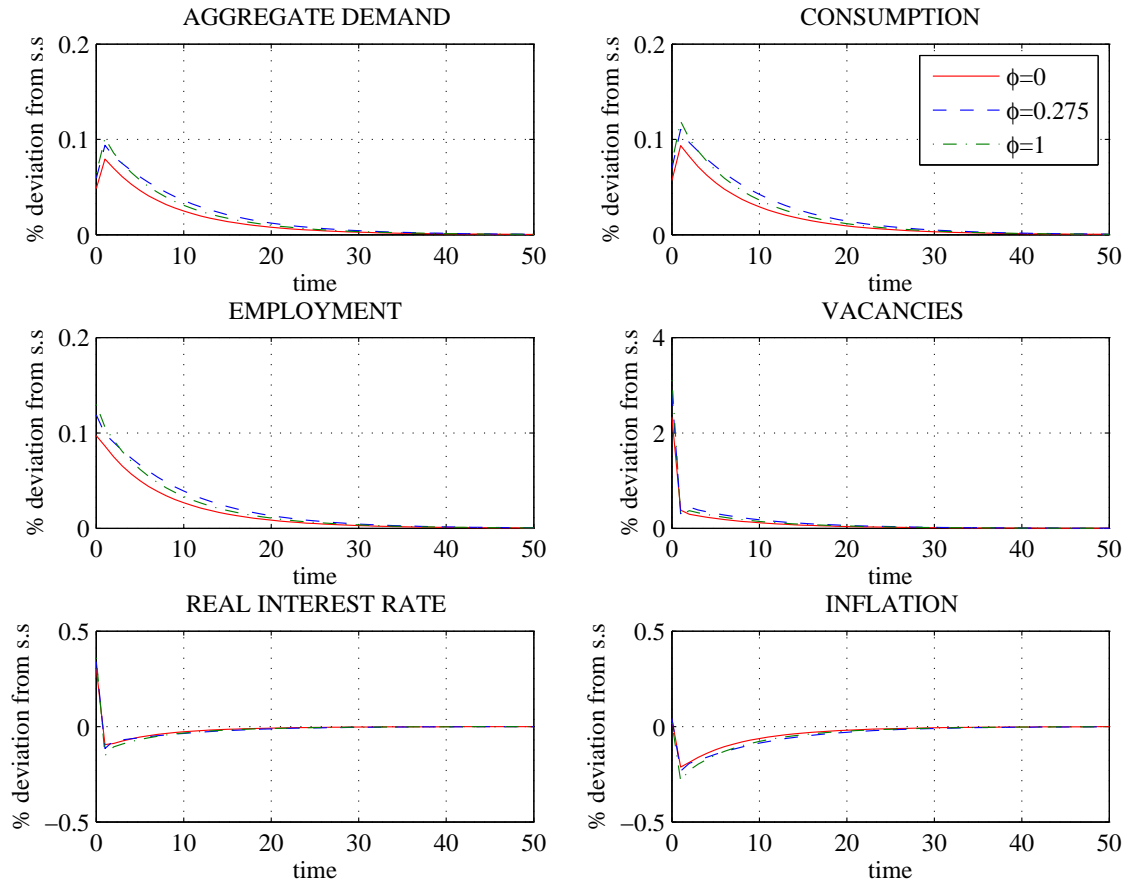 AGGREGATE DEMAND
% deviation from s.s
0.2
0.1
0
0 10 20 30 40 50
time
CONSUMPTION
% deviation from s.s
0.2
0.1
0
0 10 20 30 40 50
time
ϕ=0
ϕ=0.275
ϕ=1
EMPLOYMENT
% deviation from s.s
0.2
0.1
0
0 10 20 30 40 50
time
VACANCIES
% deviation from s.s
4
2
0
0 10 20 30 40 50
time
REAL INTEREST RATE
% deviation from s.s
0.5
0
−0.5
0 10 20 30 40 50
time
INFLATION
% deviation from s.s
0.5
0
−0.5
0 10 20 30 40 50
time